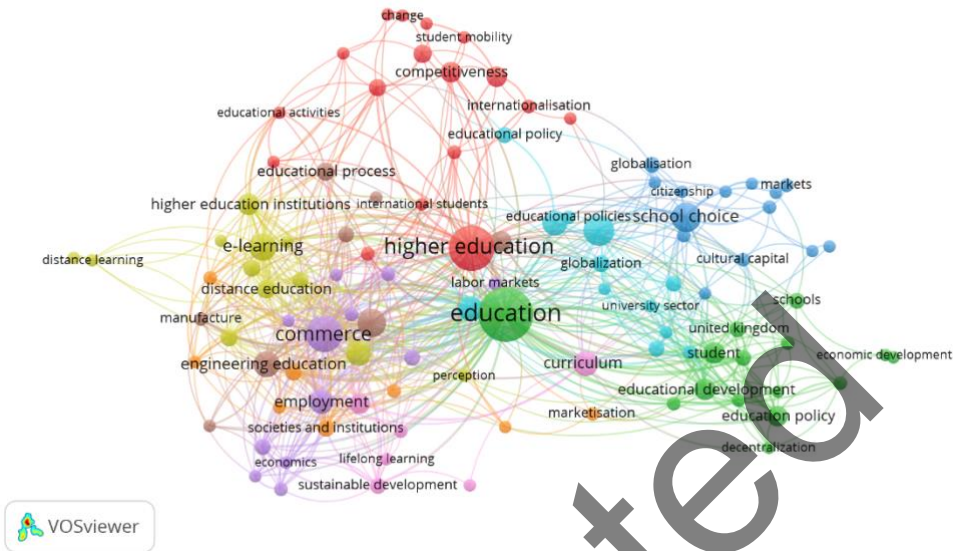 change
student mobility
competitiveness
internationalisation
educational activities
educational policy
globalisation
educational process
citizenship
markets
higher education institutions
international students
educational policies
school choice
e-learning
higher education
distance learning
globalization
cultural capital
labor markets
distance education
university sector
schools
manufacture
education
commerce
united kingdom
student
economic development
engineering education
curriculum
perception
educational development
employment
marketisation
education policy
societies and institutions
decentralization
economics
lifelong learning
sustainable development
VOSviewer
ted